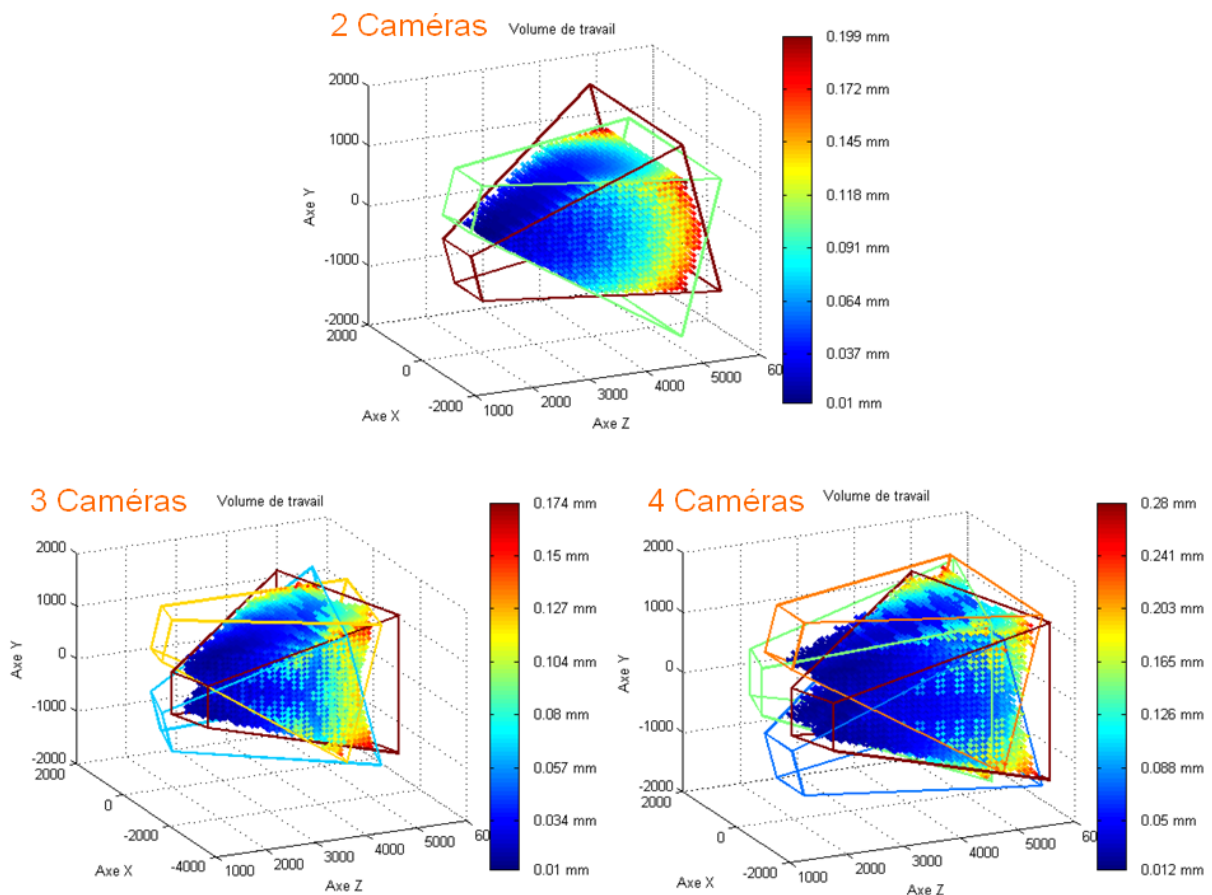 2 Caméras
Volume de travail
0.199 mm
0.172 mm
0.145 mm
0.118 mm
0.091 mm
0.064 mm
0.037 mm
0.01 mm
2000
1000
0
-1000
-2000
Axe Y
2000
0
-2000
Axe X
1000
2000
3000
4000
5000
60
Axe Z
3 Caméras
Volume de travail
0.174 mm
0.15 mm
0.127 mm
0.104 mm
0.08 mm
0.057 mm
0.034 mm
0.01 mm
2000
1000
0
-1000
-2000
Axe Y
2000
0
-2000
-4000
Axe X
1000
2000
3000
4000
5000
60
Axe Z
4 Caméras
Volume de travail
0.28 mm
0.241 mm
0.203 mm
0.165 mm
0.126 mm
0.088 mm
0.05 mm
0.012 mm
2000
1000
0
-1000
-2000
Axe Y
2000
0
-2000
Axe X
1000
2000
3000
4000
5000
60
Axe Z